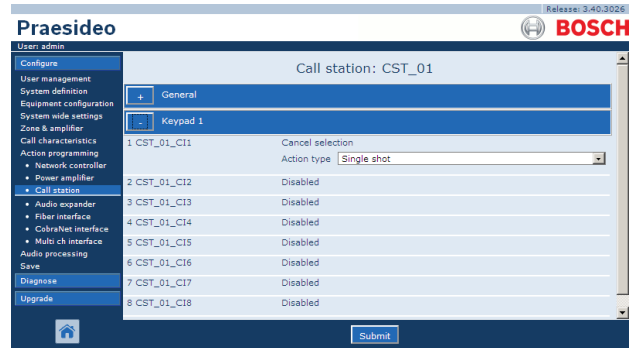 Release: 3.40.3026
Praesideo
BOSCH
User: admin
Configure
User management
System definition
Equipment configuration
System wide settings
Zone & amplifier
Call characteristics
Action programming
• Network controller
• Power amplifier
• Call station
• Audio expander
• Fiber interface
• CobraNet interface
• Multi ch interface
Audio processing
Save
Diagnose
Upgrade
Call station: CST_01
+ General
- Keypad 1
1 CST_01_CI1 Cancel selection
Action type Single shot
2 CST_01_CI2 Disabled
3 CST_01_CI3 Disabled
4 CST_01_CI4 Disabled
5 CST_01_CI5 Disabled
6 CST_01_CI6 Disabled
7 CST_01_CI7 Disabled
8 CST_01_CI8 Disabled
Submit